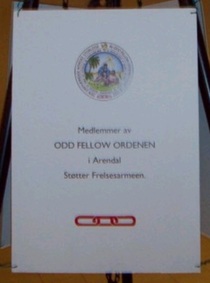 Medlemmer av
ODD FELLOW ORDENEN
i Arendal
Støtter Frelsesarmeen.